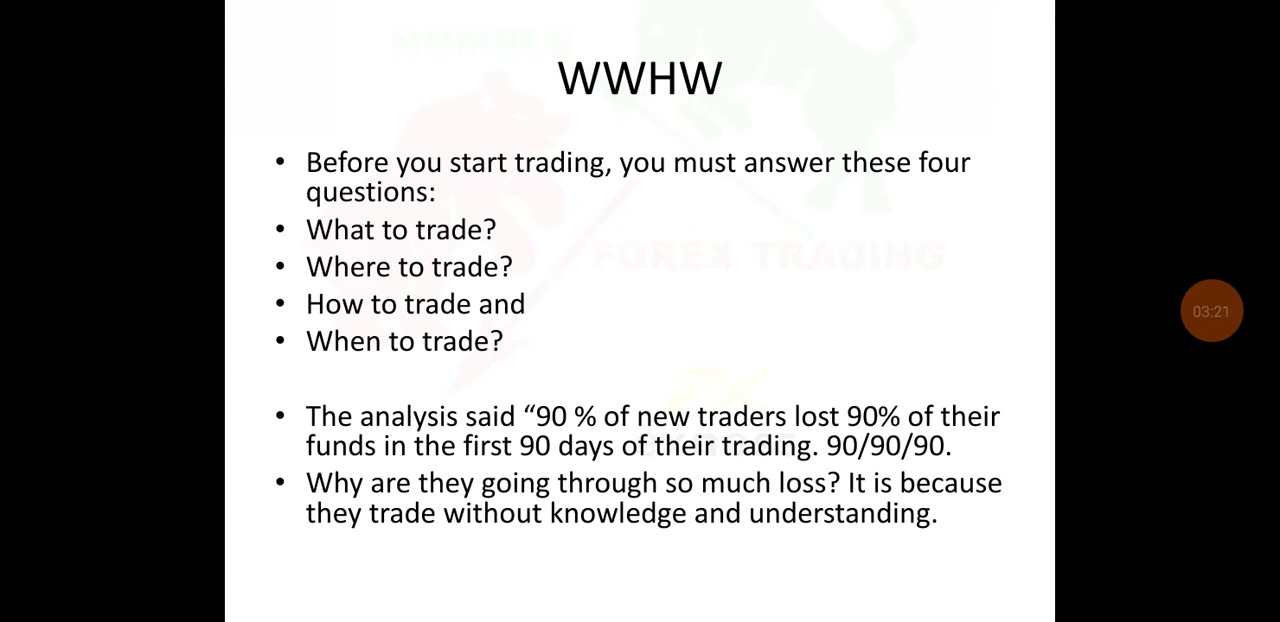 WWHW
• Before you start trading, you must answer these four
questions:
• What to trade?
• Where to trade?
• How to trade and
• When to trade?
• The analysis said “90 % of new traders lost 90% of their
funds in the first 90 days of their trading. 90/90/90.
• Why are they going through so much loss? It is because
they trade without knowledge and understanding.
FOREX TRADING
03:21